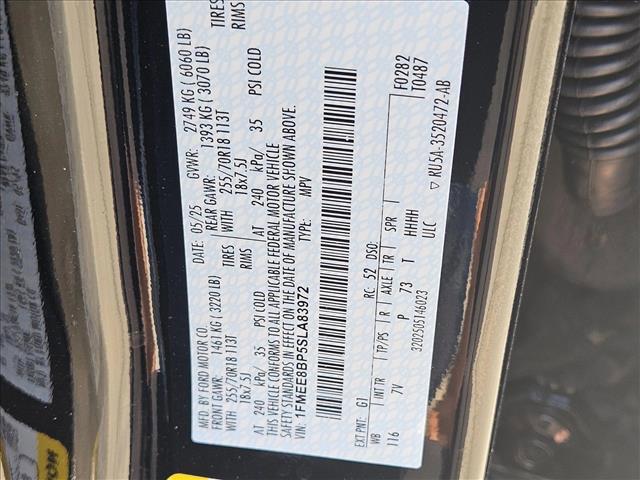 MFD. BY FORD MOTOR CO.
DATE: 05/25 GVWR: 2749 KG (6060 LB)
FRONT GAWR: 1461 KG (3220 LB) REAR GAWR: 1393 KG (3070 LB)
255/70R18 113T TIRES WITH 255/70R18 113T TIRES
18x7.5J RIMS 18x7.5J RIMS
AT 240 kPa/ 35 PSI COLD AT 240 kPa/ 35 PSI COLD
THIS VEHICLE CONFORMS TO ALL APPLICABLE FEDERAL MOTOR VEHICLE
SAFETY STANDARDS IN EFFECT ON THE DATE OF MANUFACTURE SHOWN ABOVE.
VIN: 1FMEE8BP5SLA83972 TYPE: MPV
F0282
T0487
EXT.PNT: G1 RC: 52 DSO:
WB INT TR TP/PS R AXLE TR SPR
116 7V P 73 T HHHH
ULC
3202505146023 ▽ RU5A-3520472-AB